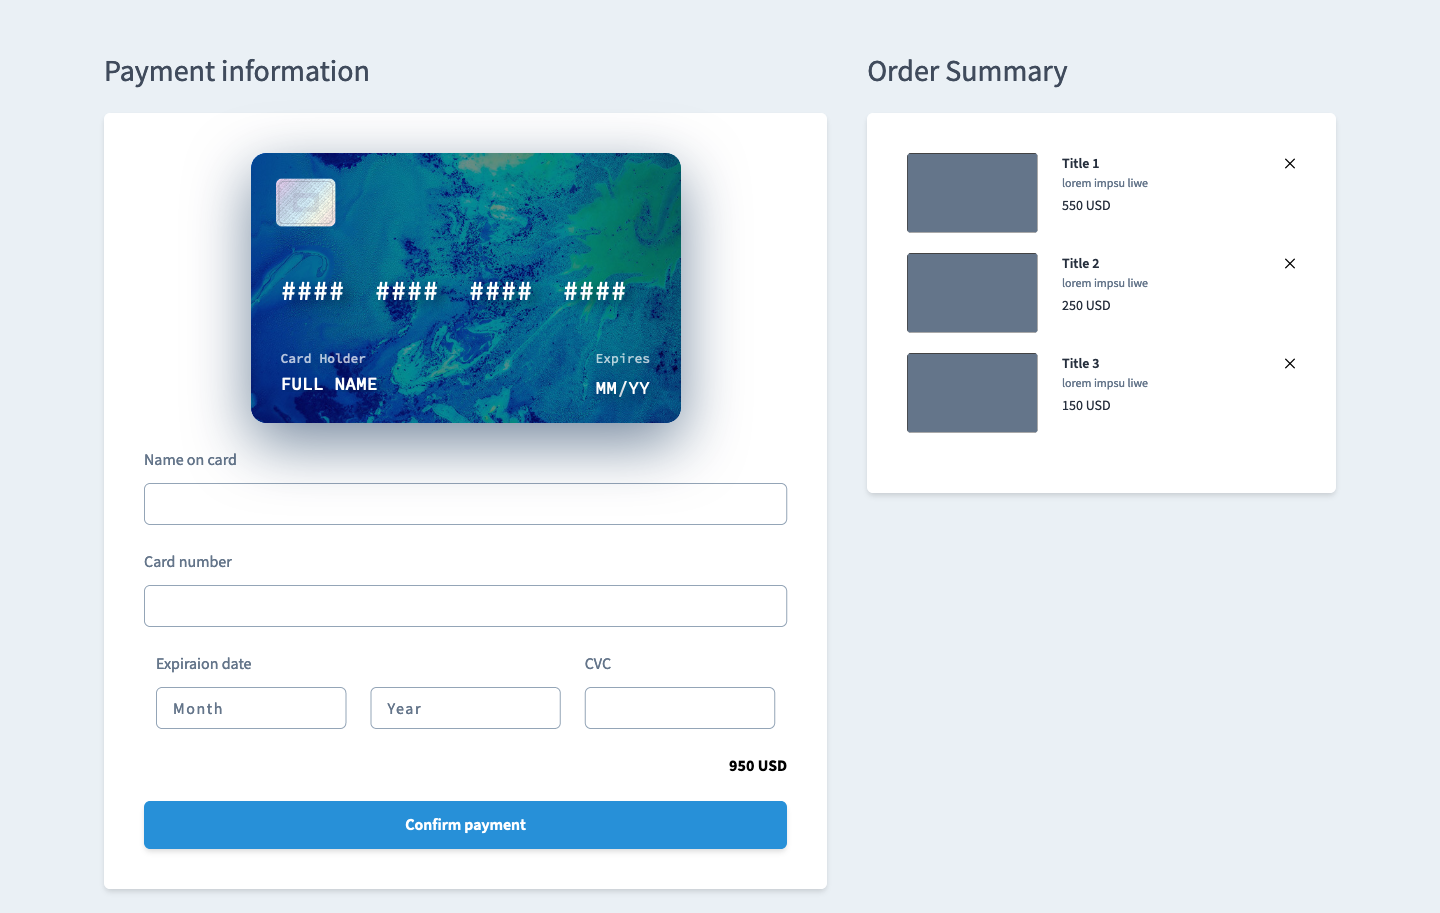 Payment information
#### #### #### ####
Card Holder
FULL NAME
Expires
MM/YY
Name on card
Card number
Expiraion date
CVC
Month
Year
950 USD
Confirm payment
Order Summary
Title 1
lorem impsu liwe
550 USD
Title 2
lorem impsu liwe
250 USD
Title 3
lorem impsu liwe
150 USD